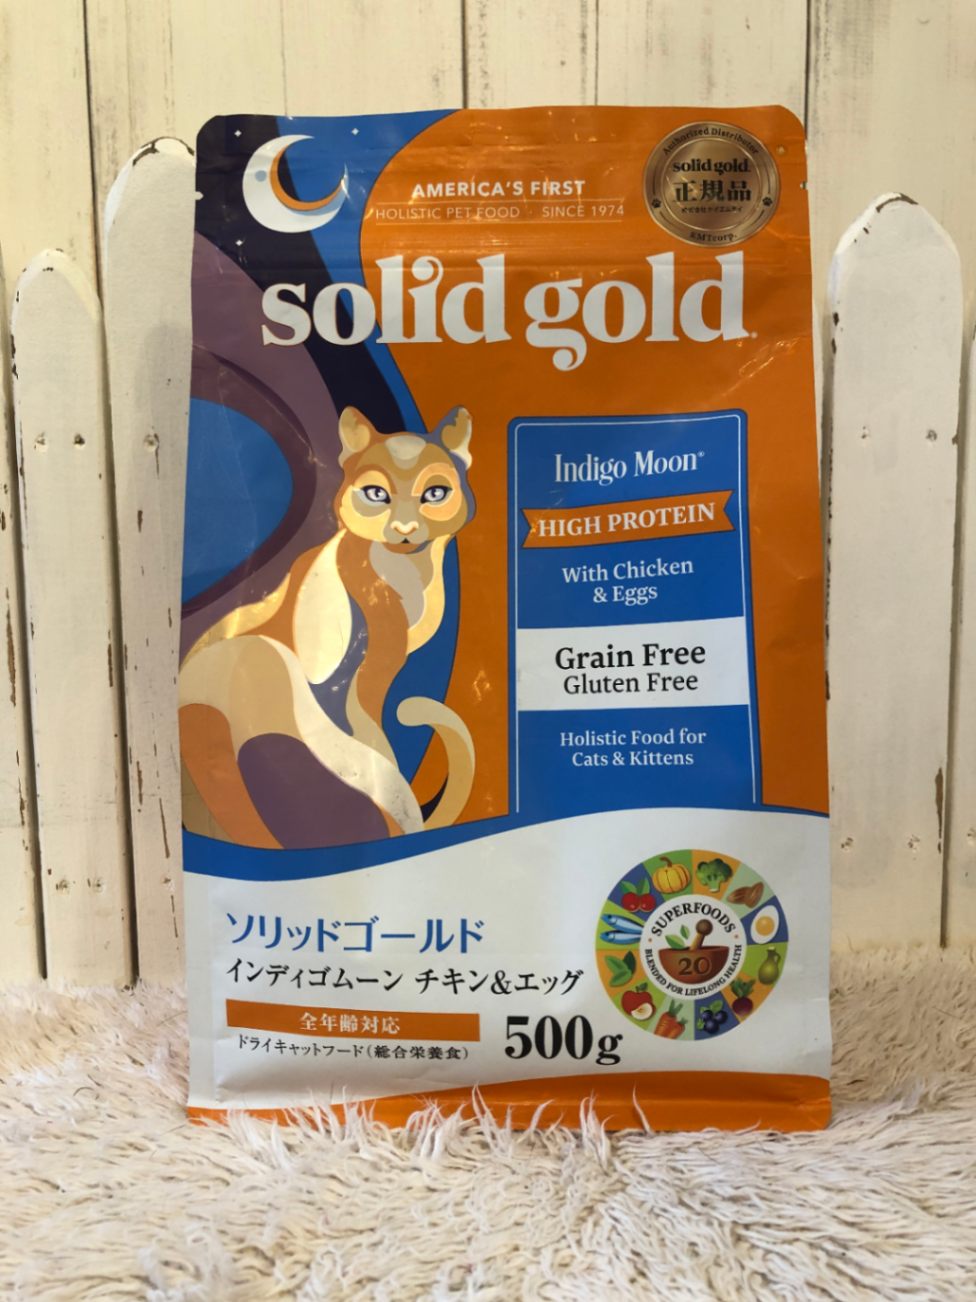 AMERICA'S FIRST
HOLISTIC PET FOOD · SINCE 1974
Authorized Distributor
solid gold
正規品
KMTcorp.
solid gold
Indigo Moon®
HIGH PROTEIN
With Chicken
& Eggs
Grain Free
Gluten Free
Holistic Food for
Cats & Kittens
ソリッドゴールド
インディゴムーン チキン&エッグ
全年齢対応
ドライキャットフード(総合栄養食)
500g
SUPERFOODS
20
BLENDED FOR LIFELONG HEALTH